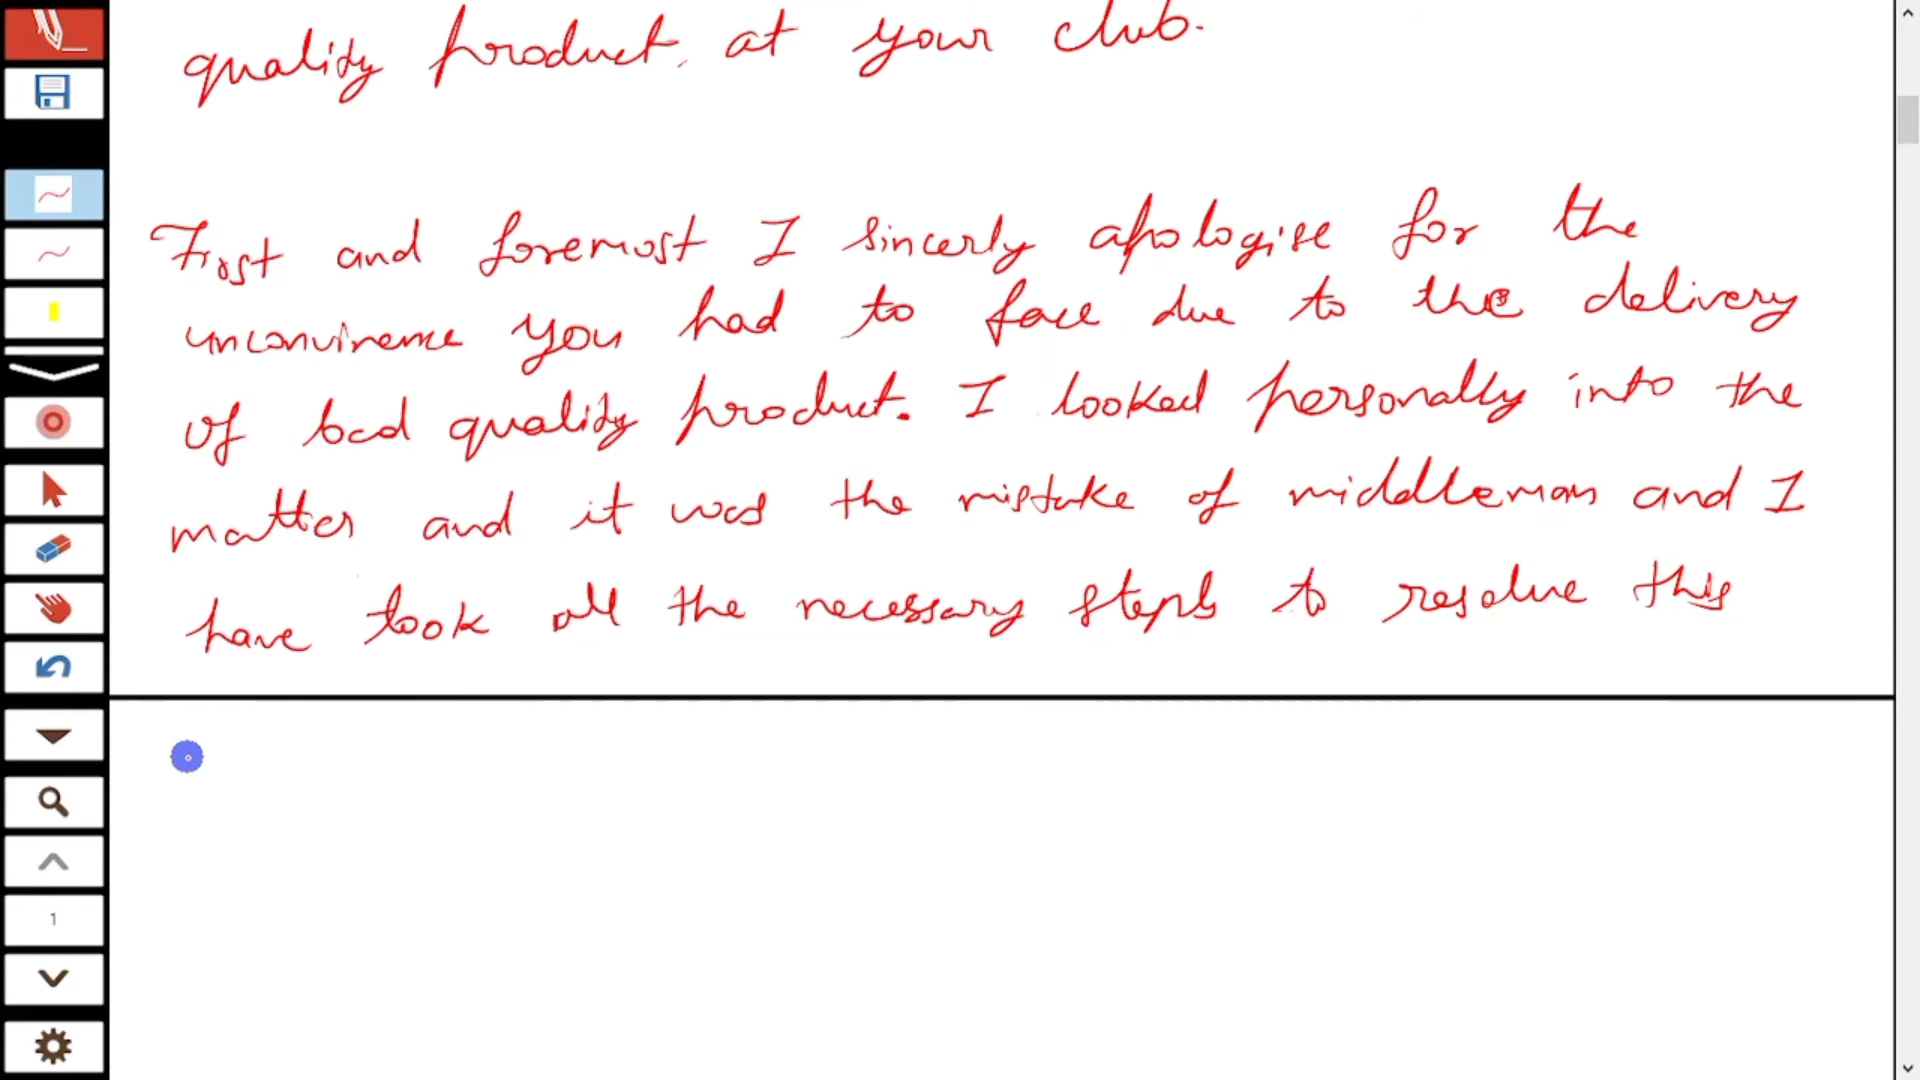 quality product. at your club.
First and foremost I sincerly apologise for the
unconvinence you had to face due to the delivery
of bad quality product. I looked personally into the
matter and it was the mistake of middleman and I
have took all the necessary steps to resolve this
1